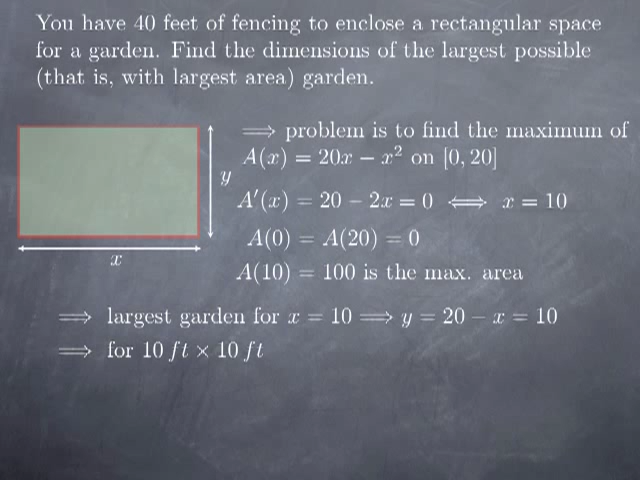 You have 40 feet of fencing to enclose a rectangular space
for a garden. Find the dimensions of the largest possible
(that is, with largest area) garden.
⟹ problem is to find the maximum of
A(x) = 20x − x² on [0, 20]
y
A′(x) = 20 − 2x = 0 ⟺ x = 10
A(0) = A(20) = 0
x
A(10) = 100 is the max. area
⟹ largest garden for x = 10 ⟹ y = 20 − x = 10
⟹ for 10 ft × 10 ft